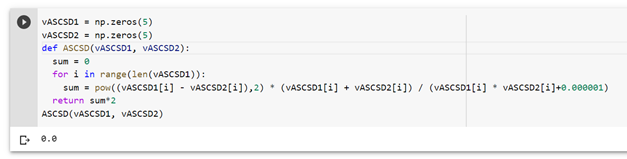 vASCSD1 = np.zeros(5)
vASCSD2 = np.zeros(5)
def ASCSD(vASCSD1, vASCSD2):
  sum = 0
  for i in range(len(vASCSD1)):
    sum = pow((vASCSD1[i] - vASCSD2[i]),2) * (vASCSD1[i] + vASCSD2[i]) / (vASCSD1[i] * vASCSD2[i]+0.000001)
  return sum*2
ASCSD(vASCSD1, vASCSD2)
0.0